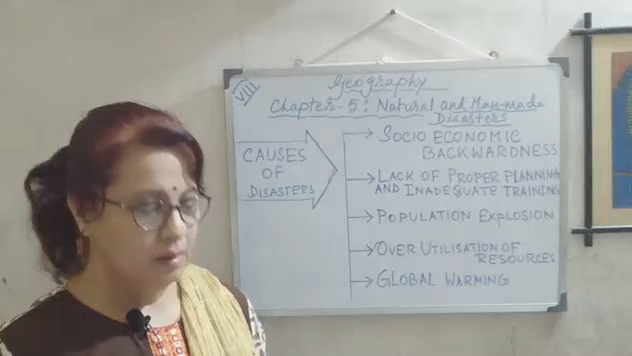 VIII
Geography
Chapter-5: Natural and Man-made
Disasters
CAUSES
OF
DISASTERS
SOCIO ECONOMIC
BACKWARDNESS
LACK OF PROPER PLANNING
AND INADEQUATE TRAINING
POPULATION EXPLOSION
OVER UTILISATION OF
RESOURCES
GLOBAL WARMING